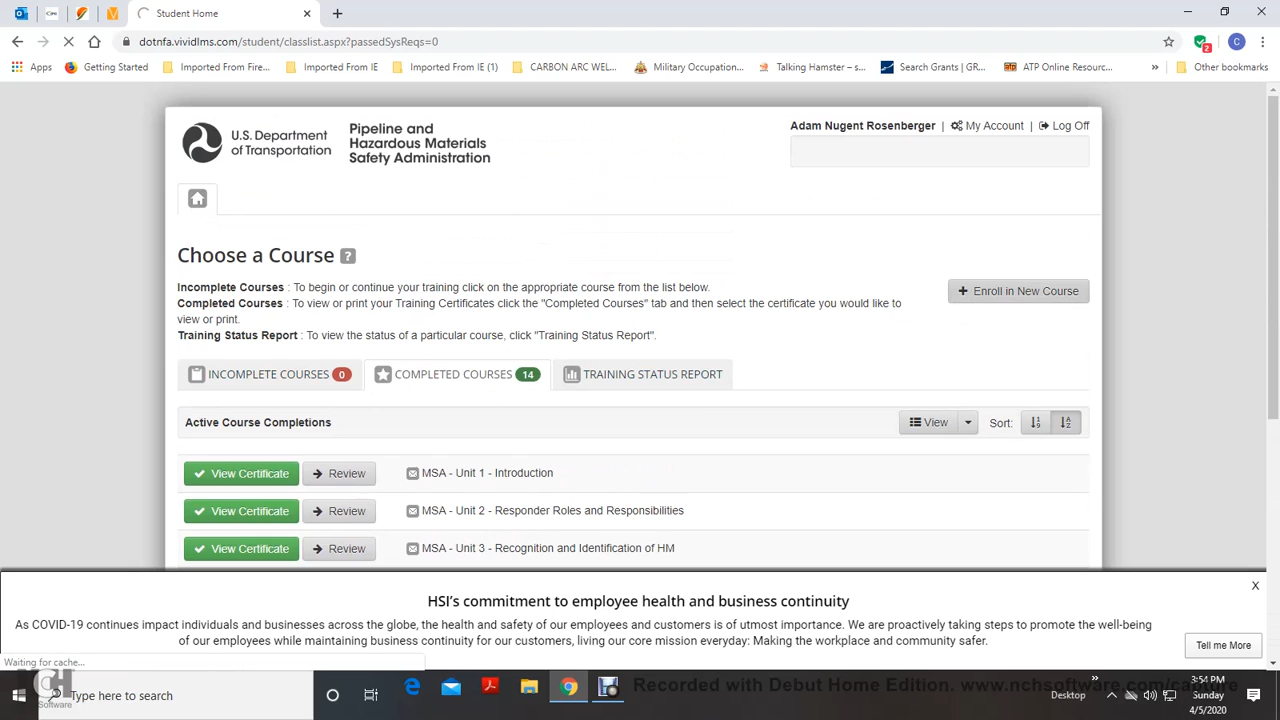 Student Home
dotnfa.vividlms.com/student/classlist.aspx?passedSysReqs=0
Apps Getting Started Imported From Fire... Imported From IE Imported From IE (1) CARBON ARC WEL... Military Occupation... Talking Hamster – s... Search Grants | GR... ATP Online Resourc... » Other bookmarks
C
2
U.S. Department
of Transportation
Pipeline and
Hazardous Materials
Safety Administration
Adam Nugent Rosenberger | My Account | Log Off
Choose a Course ?
Incomplete Courses : To begin or continue your training click on the appropriate course from the list below.
Completed Courses : To view or print your Training Certificates click the "Completed Courses" tab and then select the certificate you would like
to view or print.
Training Status Report : To view the status of a particular course, click "Training Status Report".
+ Enroll in New Course
INCOMPLETE COURSES 0 COMPLETED COURSES 14 TRAINING STATUS REPORT
Active Course Completions View Sort:
View Certificate Review MSA - Unit 1 - Introduction
View Certificate Review MSA - Unit 2 - Responder Roles and Responsibilities
View Certificate Review MSA - Unit 3 - Recognition and Identification of HM
X
HSI's commitment to employee health and business continuity
As COVID-19 continues impact individuals and businesses across the globe, the health and safety of our employees and customers is of utmost importance. We are proactively taking steps to promote the well-being
of our employees while maintaining business continuity for our customers, living our core mission everyday: Making the workplace and community safer.
Tell me More
Waiting for cache...
NCH Software
Type here to search
Recorded with Debut Home Edition. www.nchsoftware.com/capture
Desktop »
3:54 PM
Sunday
4/5/2020